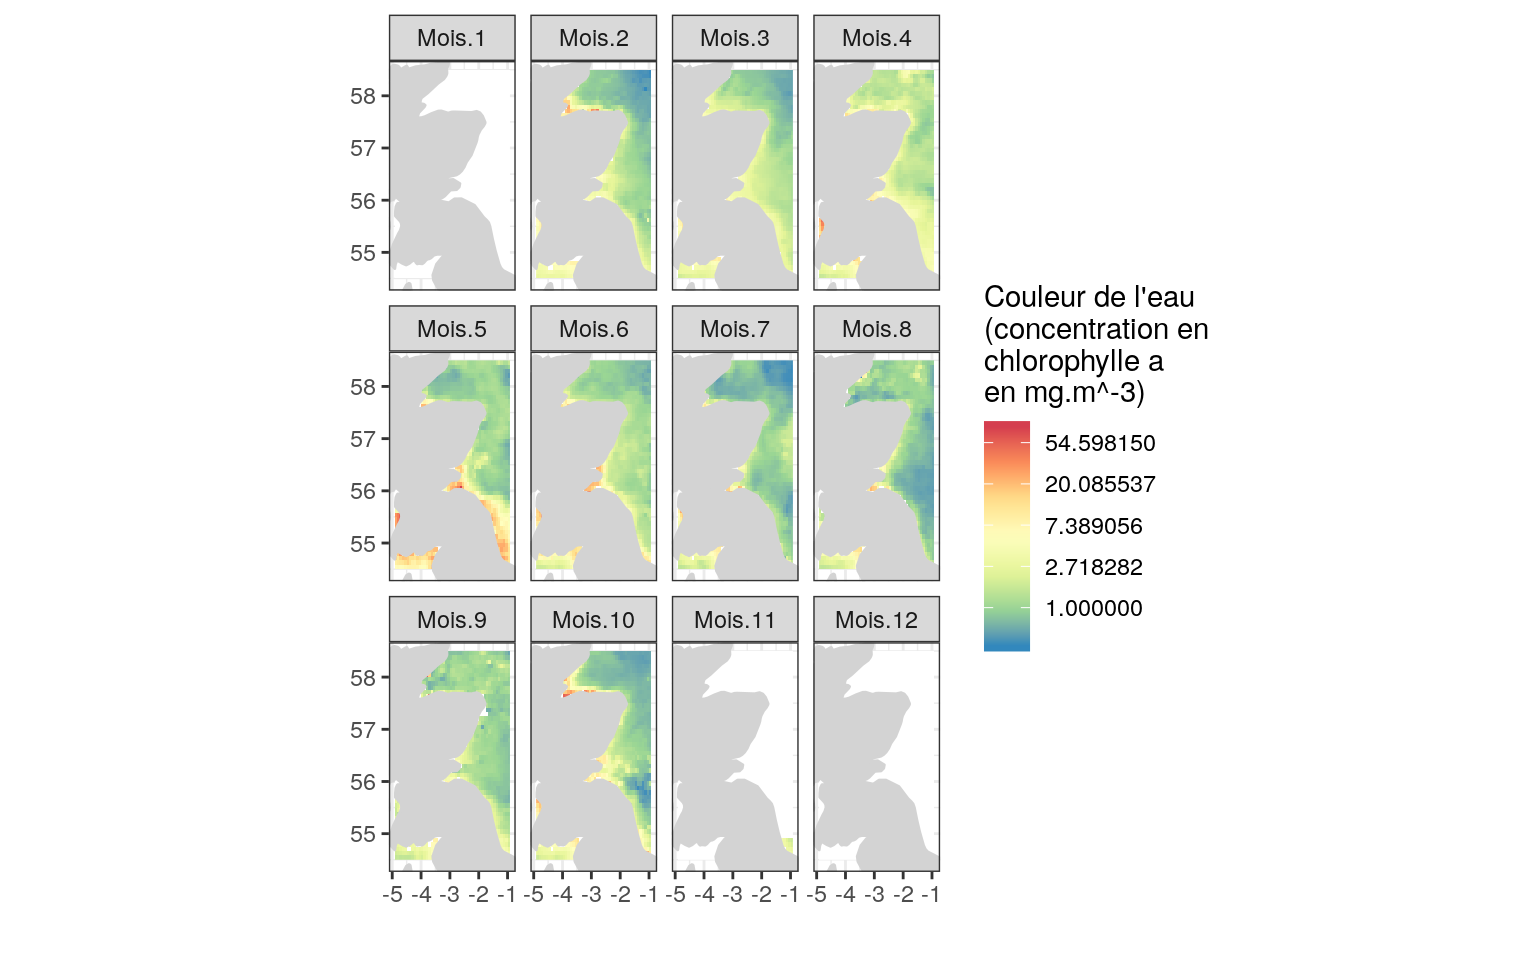 Mois.1 Mois.2 Mois.3 Mois.4
58
57
56
55
Mois.5 Mois.6 Mois.7 Mois.8
58
57
56
55
Mois.9 Mois.10 Mois.11 Mois.12
58
57
56
55
-5 -4 -3 -2 -1 -5 -4 -3 -2 -1 -5 -4 -3 -2 -1 -5 -4 -3 -2 -1
Couleur de l'eau
(concentration en
chlorophylle a
en mg.m^-3)
54.598150
20.085537
7.389056
2.718282
1.000000